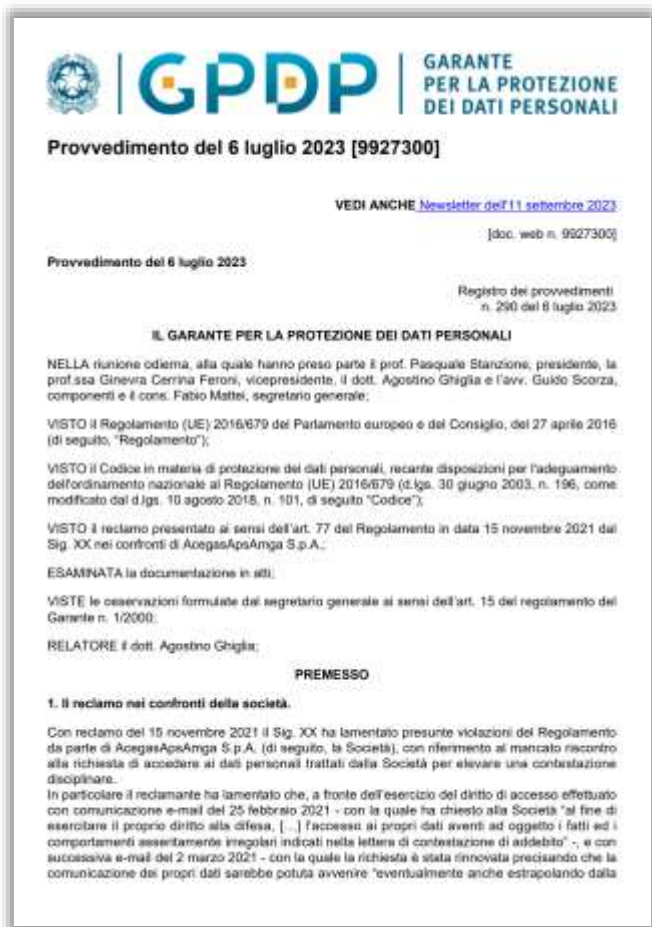 GPDP
GARANTE
PER LA PROTEZIONE
DEI DATI PERSONALI
Provvedimento del 6 luglio 2023 [9927300]
VEDI ANCHE Newsletter dell'11 settembre 2023
[doc. web n. 9927300]
Provvedimento del 6 luglio 2023
Registro dei provvedimenti
n. 290 del 6 luglio 2023
IL GARANTE PER LA PROTEZIONE DEI DATI PERSONALI
NELLA riunione odierna, alla quale hanno preso parte il prof. Pasquale Stanzione, presidente, la
prof.ssa Ginevra Cerrina Feroni, vicepresidente, il dott. Agostino Ghiglia e l'avv. Guido Scorza,
componenti e il cons. Fabio Mattei, segretario generale;
VISTO il Regolamento (UE) 2016/679 del Parlamento europeo e del Consiglio, del 27 aprile 2016
(di seguito, "Regolamento");
VISTO il Codice in materia di protezione dei dati personali, recante disposizioni per l'adeguamento
dell'ordinamento nazionale al Regolamento (UE) 2016/679 (d.lgs. 30 giugno 2003, n. 196, come
modificato dal d.lgs. 10 agosto 2018, n. 101, di seguito "Codice");
VISTO il reclamo presentato ai sensi dell'art. 77 del Regolamento in data 15 novembre 2021 dal
Sig. XX nei confronti di AcegasApsAmga S.p.A.;
ESAMINATA la documentazione in atti;
VISTE le osservazioni formulate dal segretario generale ai sensi dell'art. 15 del regolamento del
Garante n. 1/2000;
RELATORE il dott. Agostino Ghiglia;
PREMESSO
1. Il reclamo nei confronti della società.
Con reclamo del 15 novembre 2021 il Sig. XX ha lamentato presunte violazioni del Regolamento
da parte di AcegasApsAmga S.p.A. (di seguito, la Società), con riferimento al mancato riscontro
alla richiesta di accedere ai dati personali trattati dalla Società per elevare una contestazione
disciplinare.
In particolare il reclamante ha lamentato che, a fronte dell'esercizio del diritto di accesso effettuato
con comunicazione e-mail del 25 febbraio 2021 - con la quale ha chiesto alla Società "al fine di
esercitare il proprio diritto alla difesa, [...] l'accesso ai propri dati aventi ad oggetto i fatti ed i
comportamenti asseritamente irregolari indicati nella lettera di contestazione di addebito" -, e con
successiva e-mail del 2 marzo 2021 - con la quale la richiesta è stata rinnovata precisando che la
comunicazione dei propri dati sarebbe potuta avvenire "eventualmente anche estrapolando dalla